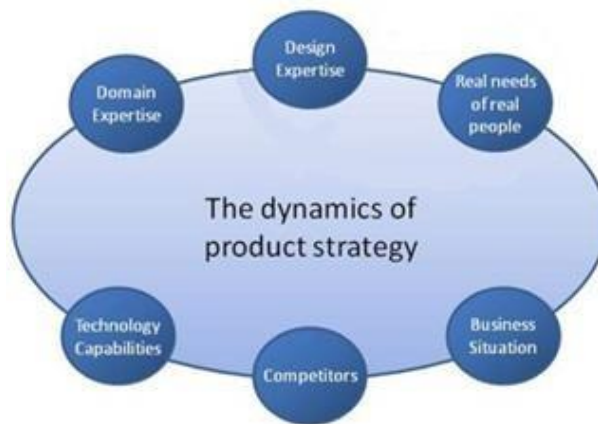 Design
Expertise
Domain
Expertise
Real needs
of real
people
The dynamics of
product strategy
Technology
Capabilities
Business
Situation
Competitors